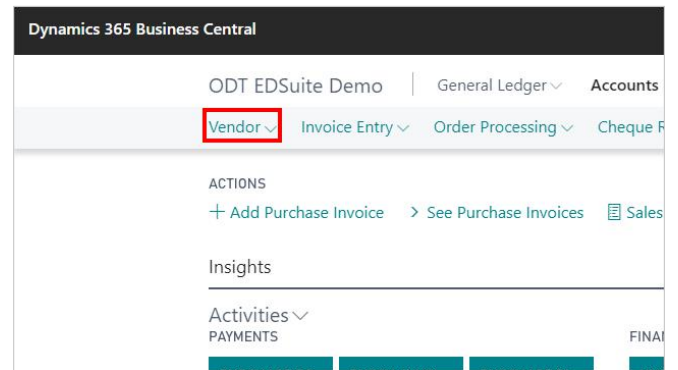 Dynamics 365 Business Central
ODT EDSuite Demo General Ledger Accounts
Vendor Invoice Entry Order Processing Cheque
ACTIONS
+ Add Purchase Invoice > See Purchase Invoices Sales
Insights
Activities
PAYMENTS